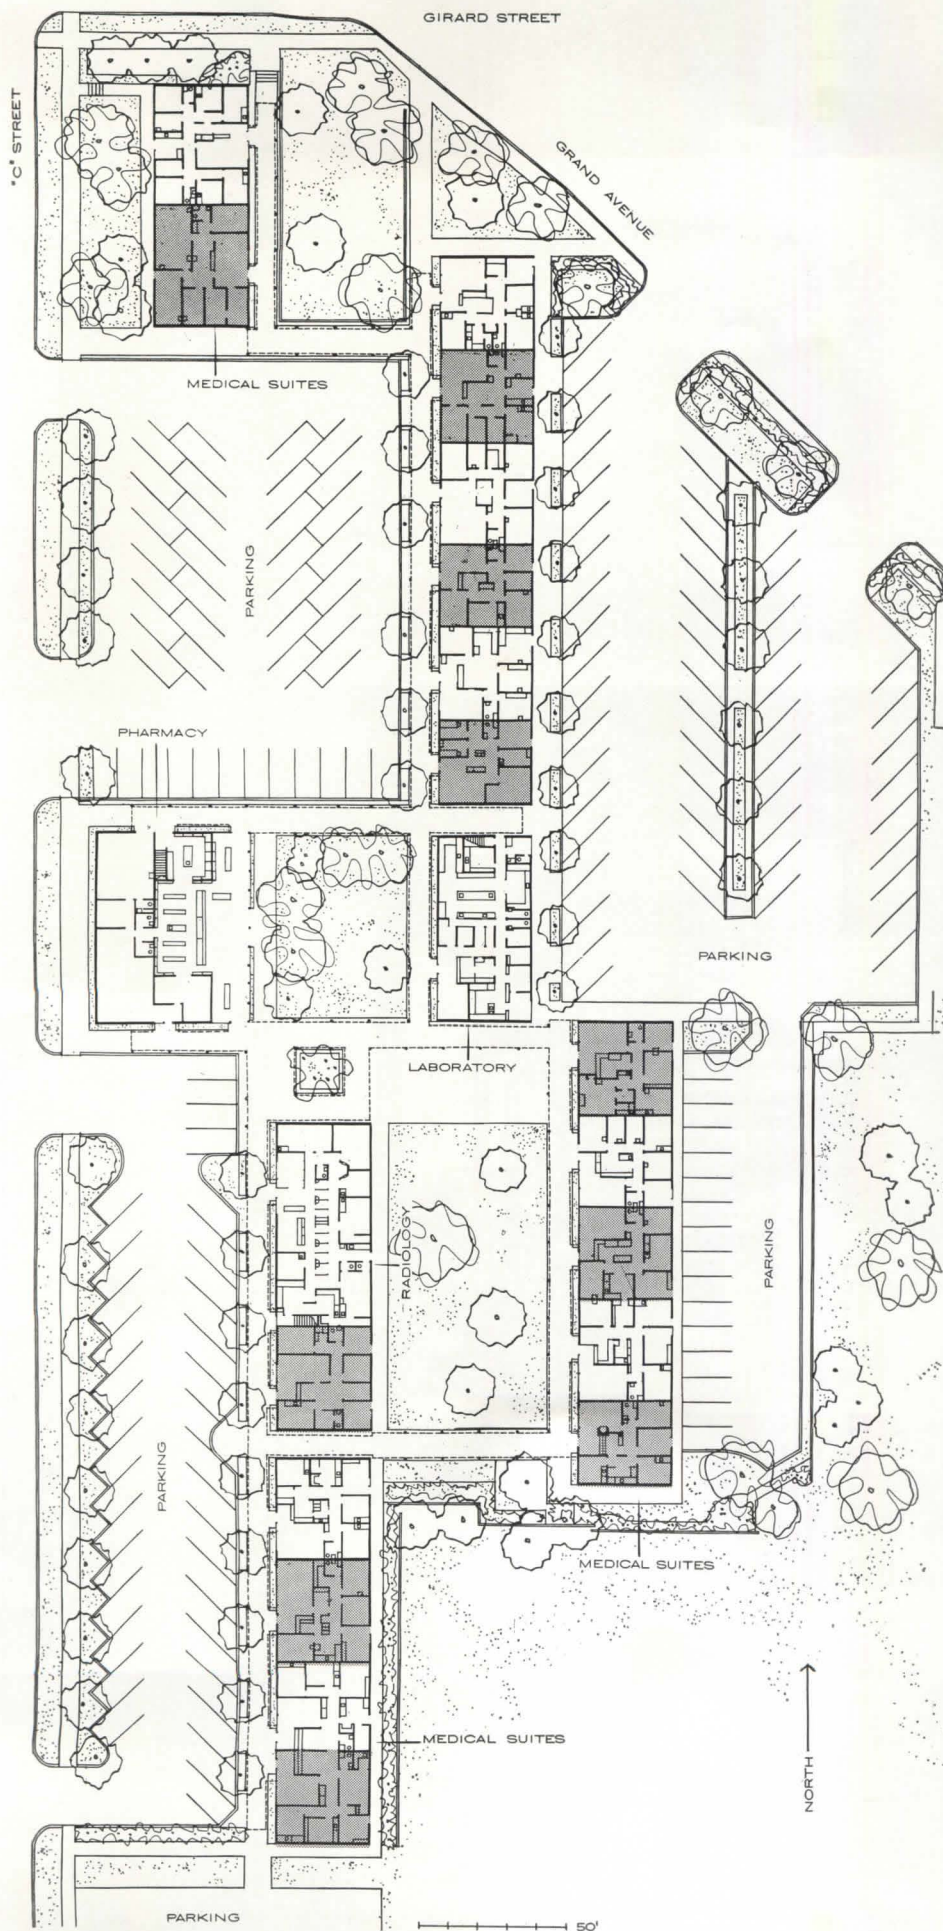 GIRARD STREET
"C" STREET
GRAND AVENUE
MEDICAL SUITES
PARKING
PHARMACY
PARKING
LABORATORY
RADIOLOGY
PARKING
PARKING
MEDICAL SUITES
MEDICAL SUITES
NORTH
PARKING
50'